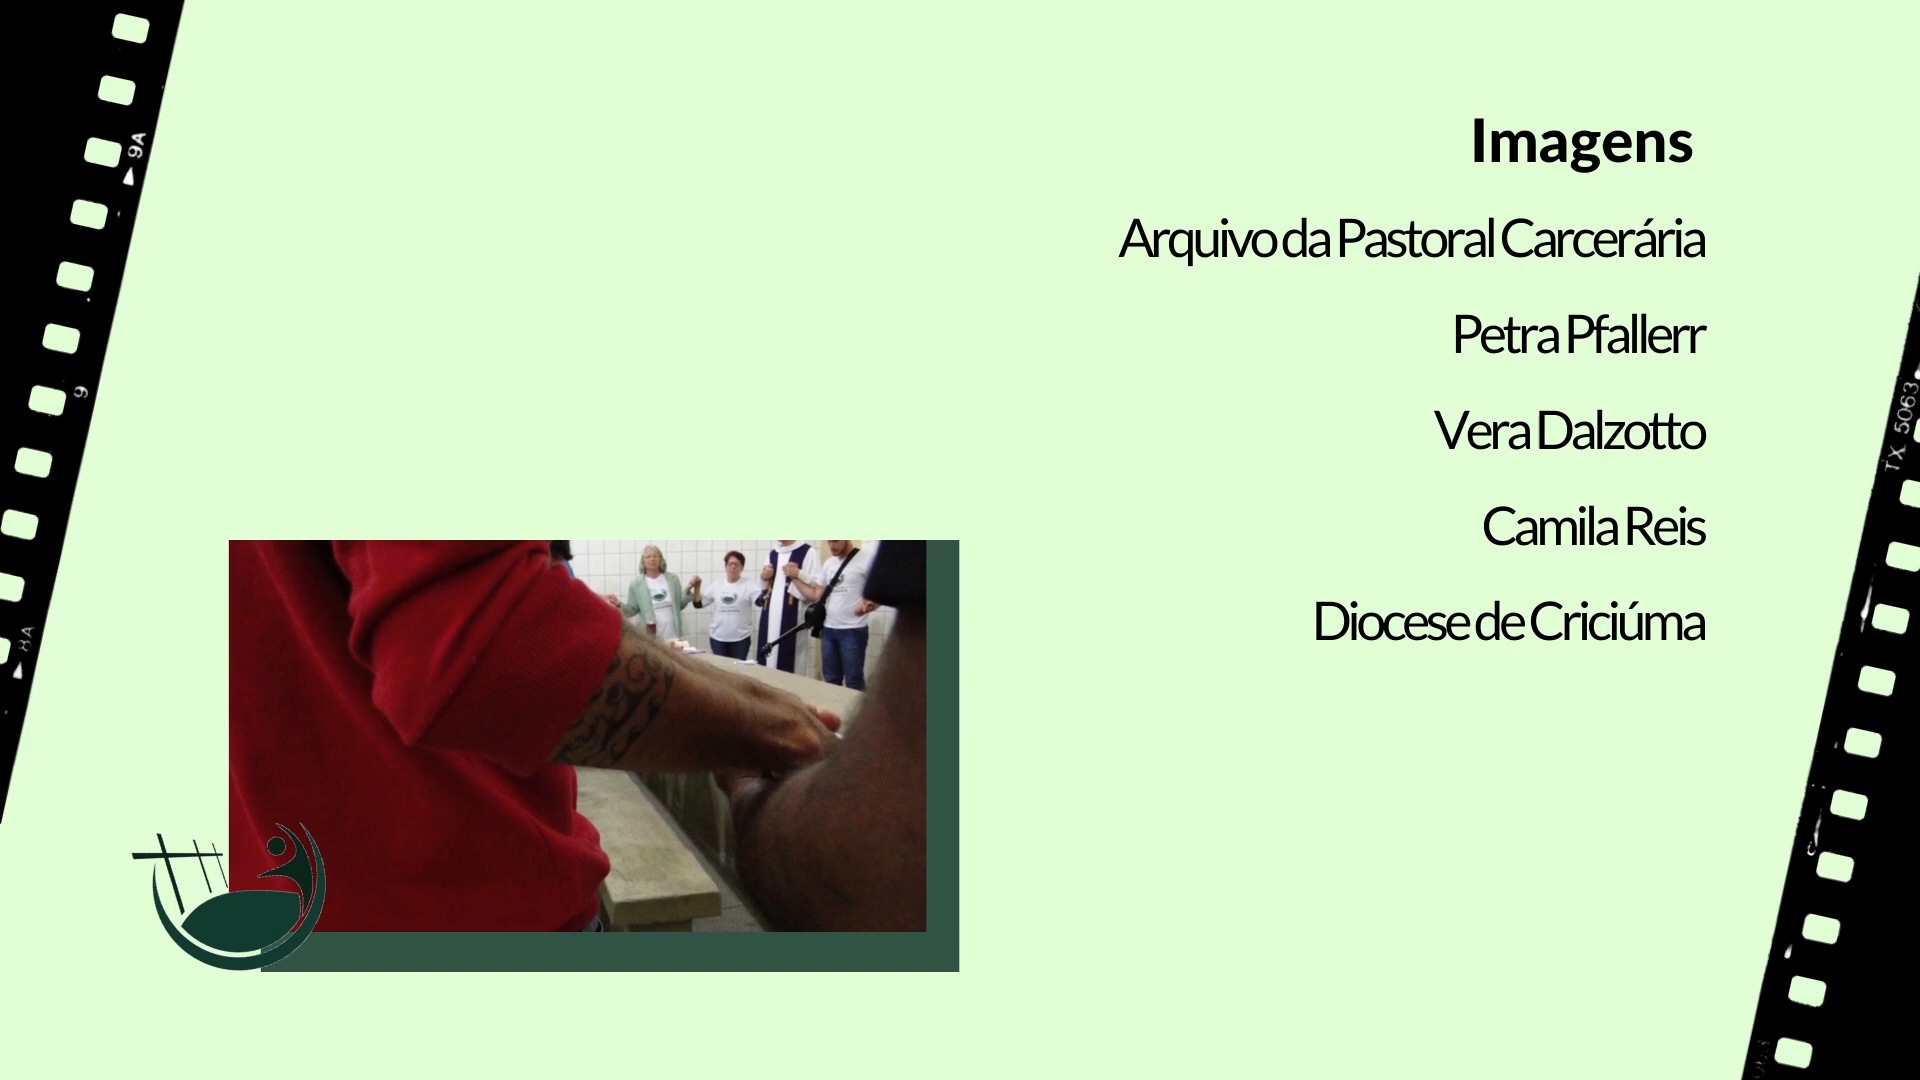 9A
9
8A
Imagens
Arquivo da Pastoral Carcerária
Petra Pfallerr
Vera Dalzotto
Camila Reis
Diocese de Criciúma
TX 5063